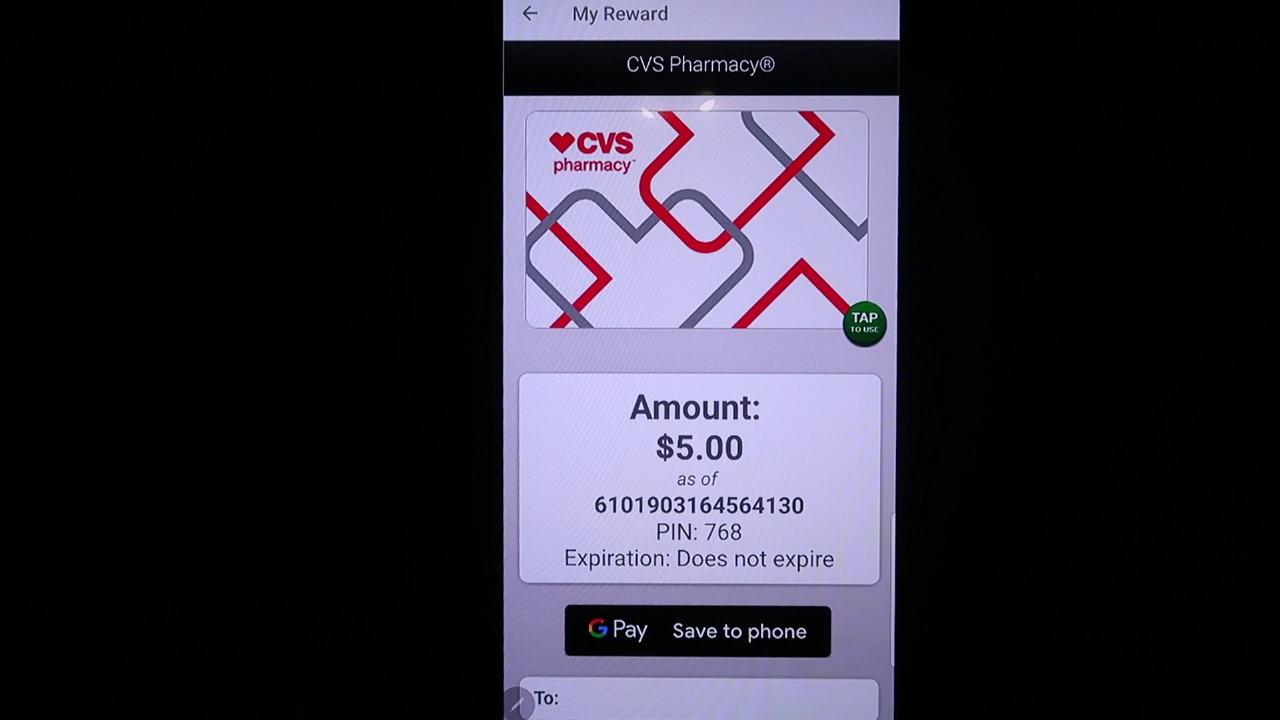 My Reward
CVS Pharmacy®
CVS
pharmacy™
TAP
TO USE
Amount:
$5.00
as of
6101903164564130
PIN: 768
Expiration: Does not expire
G Pay Save to phone
To: